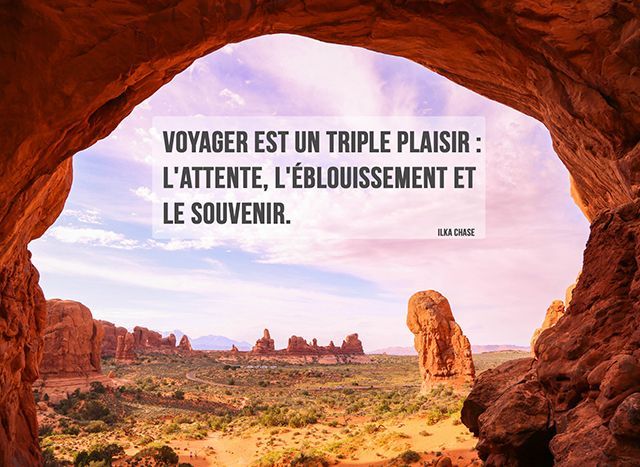 VOYAGER EST UN TRIPLE PLAISIR :
L'ATTENTE, L'ÉBLOUISSEMENT ET
LE SOUVENIR.
ILKA CHASE